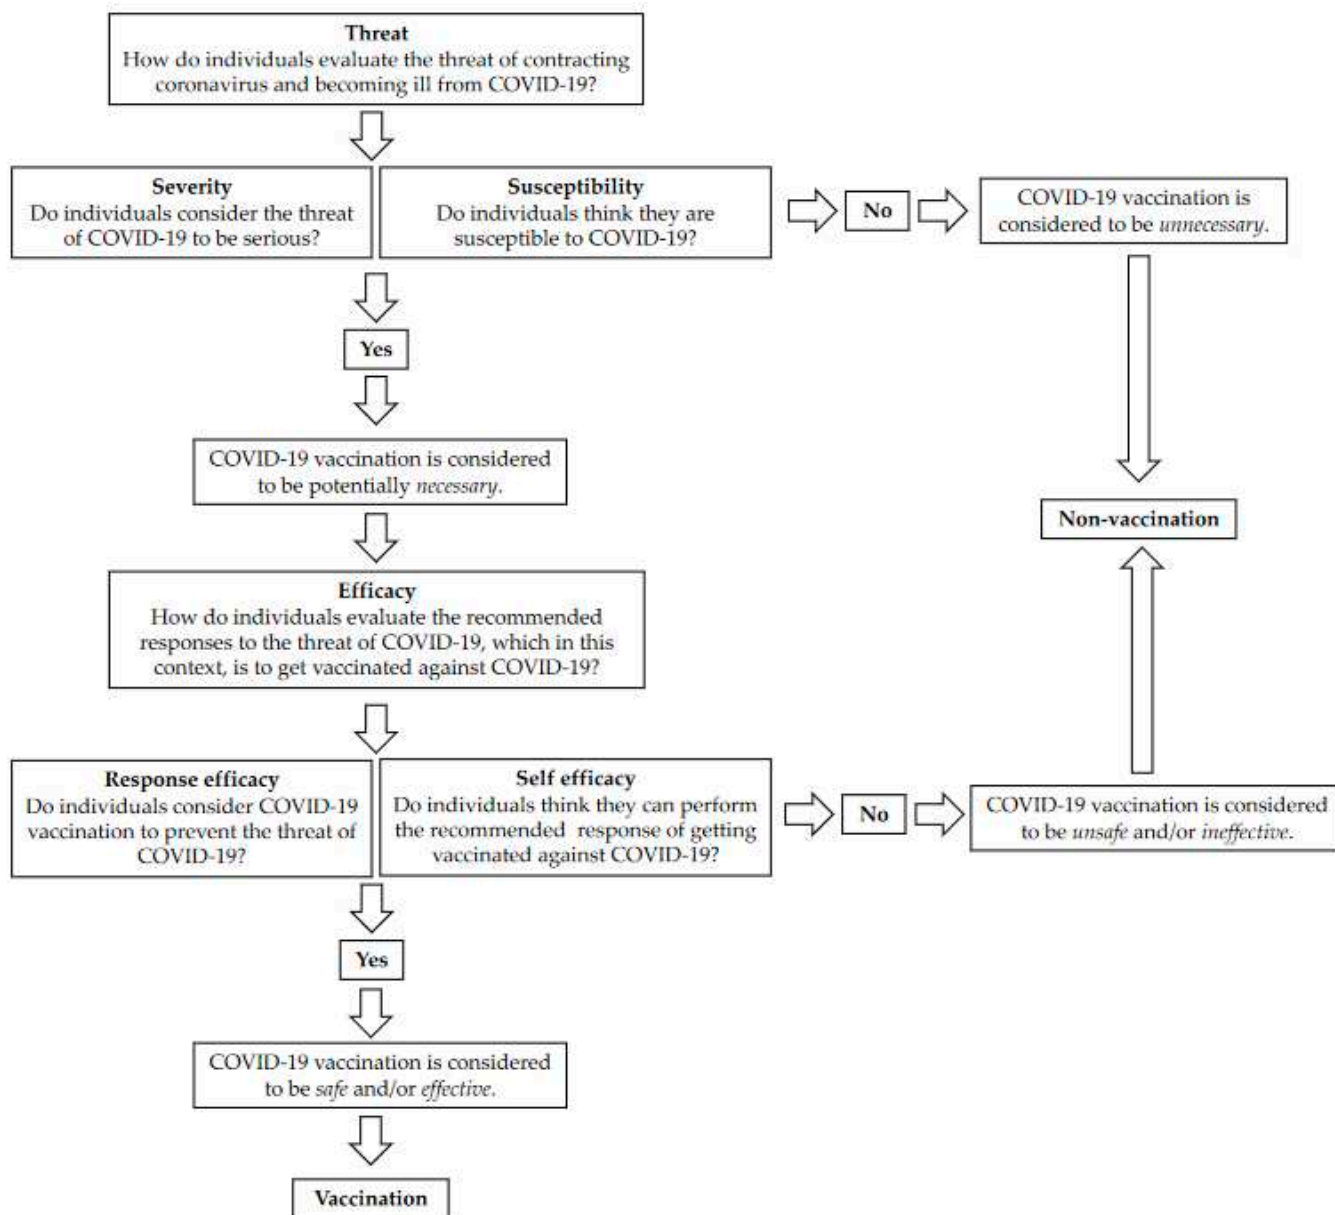 Threat
How do individuals evaluate the threat of contracting
coronavirus and becoming ill from COVID-19?
Severity
Do individuals consider the threat
of COVID-19 to be serious?
Susceptibility
Do individuals think they are
susceptible to COVID-19?
No
COVID-19 vaccination is
considered to be unnecessary.
Yes
COVID-19 vaccination is considered
to be potentially necessary.
Non-vaccination
Efficacy
How do individuals evaluate the recommended
responses to the threat of COVID-19, which in this
context, is to get vaccinated against COVID-19?
Response efficacy
Do individuals consider COVID-19
vaccination to prevent the threat of
COVID-19?
Self efficacy
Do individuals think they can perform
the recommended response of getting
vaccinated against COVID-19?
No
COVID-19 vaccination is considered
to be unsafe and/or ineffective.
Yes
COVID-19 vaccination is considered
to be safe and/or effective.
Vaccination